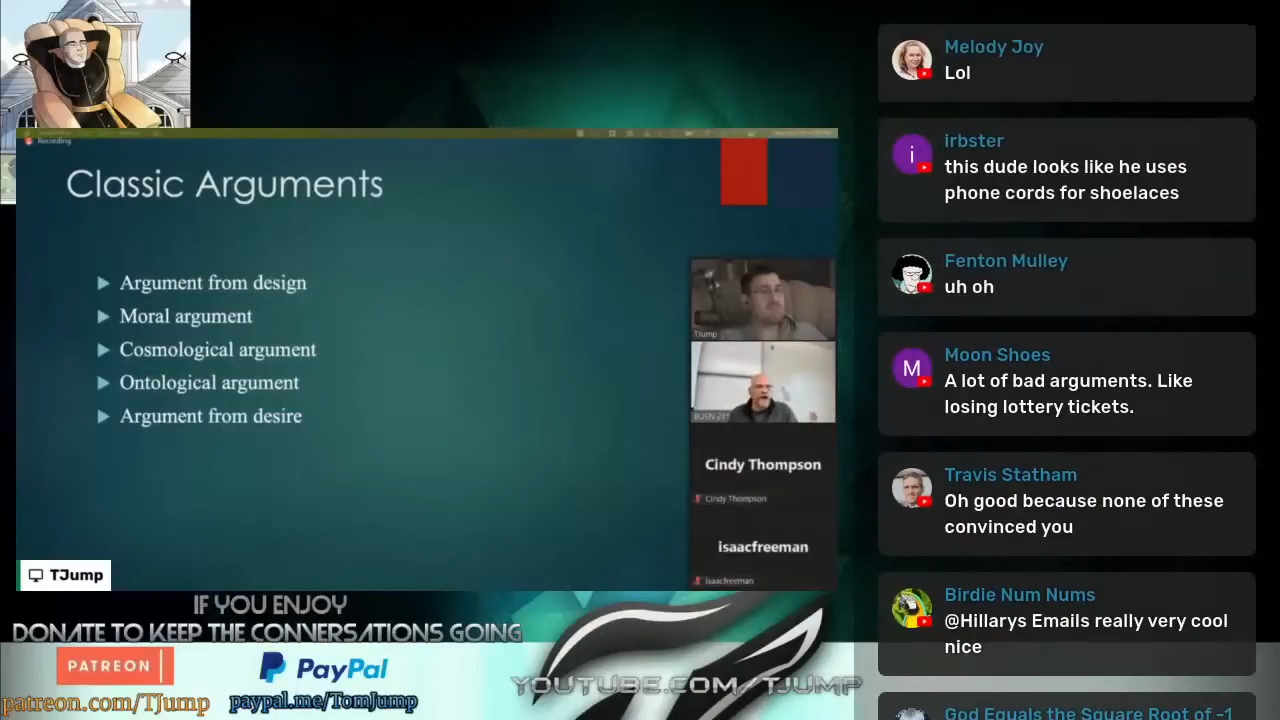 Recording
Classic Arguments
Argument from design
Moral argument
Cosmological argument
Ontological argument
Argument from desire
TJump
Cindy Thompson
Cindy Thompson
isaacfreeman
isaacfreeman
TJump
IF YOU ENJOY
DONATE TO KEEP THE CONVERSATIONS GOING
PATREON
PayPal
patreon.com/TJump
paypal.me/TomJump
YOUTUBE.COM/TJUMP
Melody Joy
Lol
i
irbster
this dude looks like he uses
phone cords for shoelaces
Fenton Mulley
uh oh
M
Moon Shoes
A lot of bad arguments. Like
losing lottery tickets.
Travis Statham
Oh good because none of these
convinced you
Birdie Num Nums
@Hillarys Emails really very cool
nice
God Equals the Square Root of -1